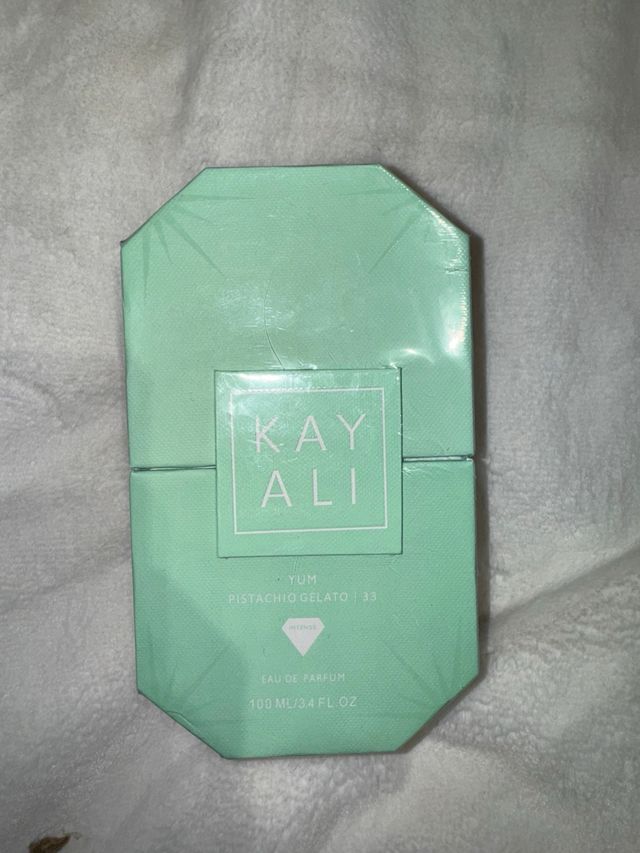 KAY
ALI
YUM
PISTACHIO GELATO | 33
INTENSE
EAU DE PARFUM
100 ML/3.4 FL.OZ